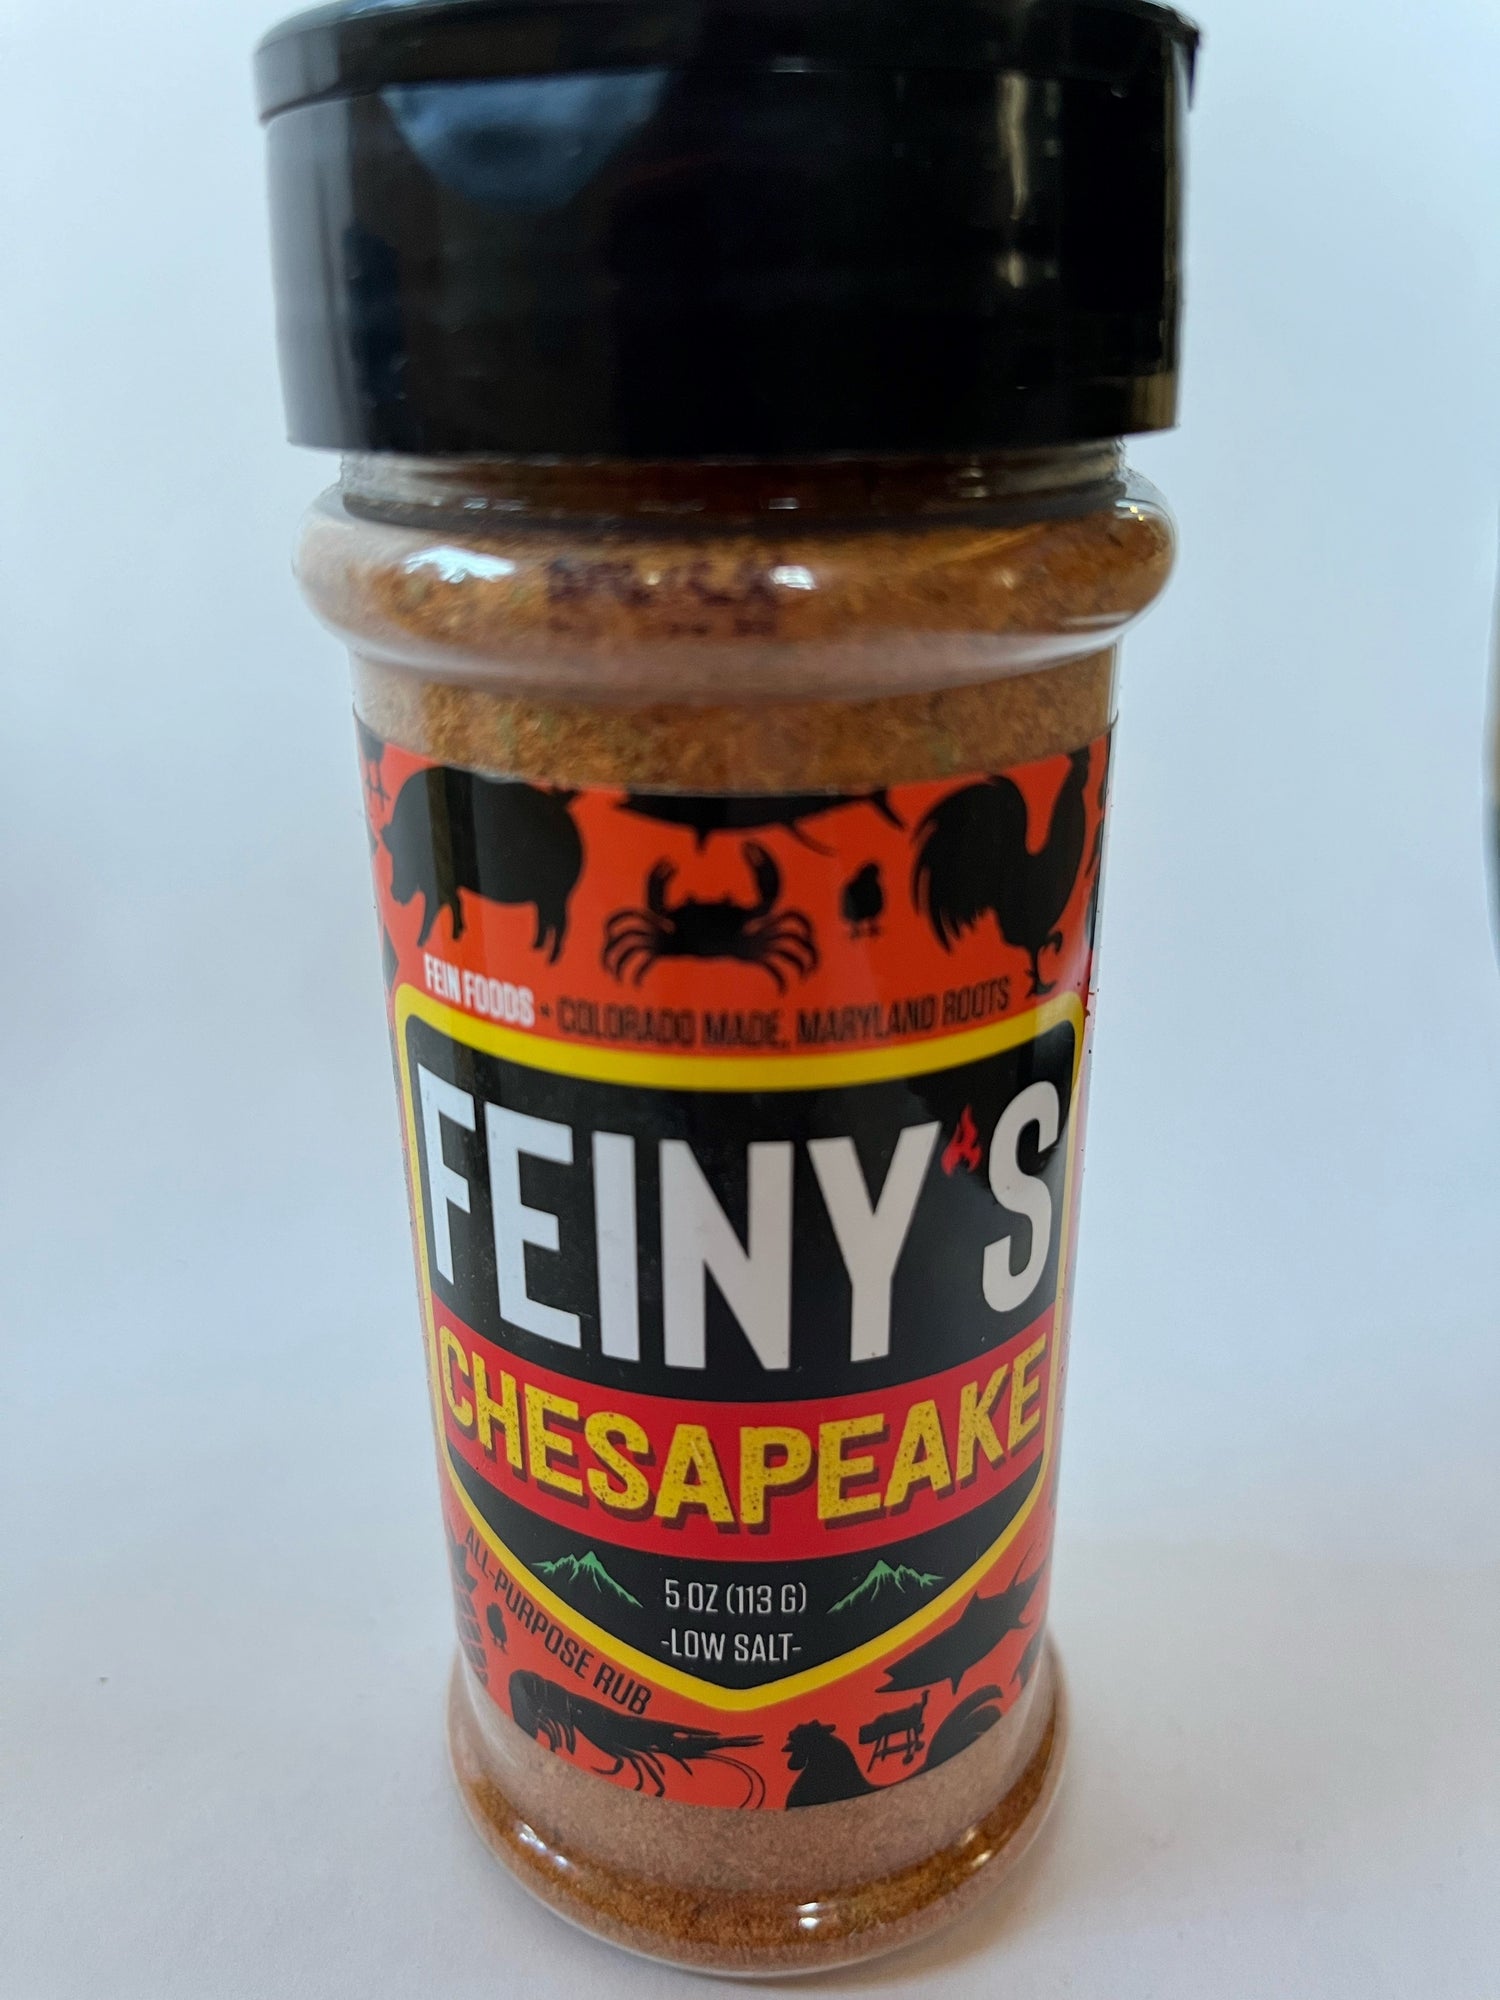 FEIN FOODS • COLORADO MADE, MARYLAND ROOTS
FEINY'S
CHESAPEAKE
5 OZ (113 G)
-LOW SALT-
ALL-PURPOSE RUB